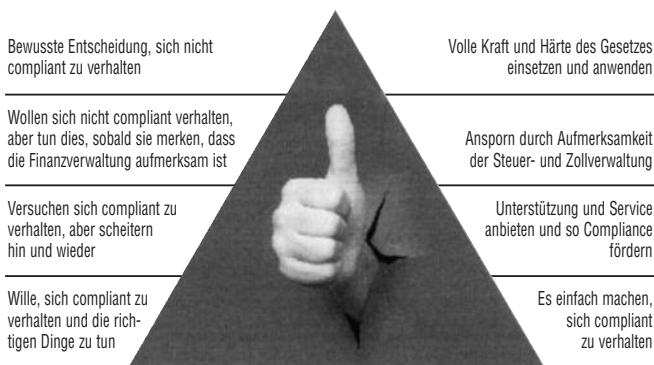 Bewusste Entscheidung, sich nicht
compliant zu verhalten
Volle Kraft und Härte des Gesetzes
einsetzen und anwenden
Wollen sich nicht compliant verhalten,
aber tun dies, sobald sie merken, dass
die Finanzverwaltung aufmerksam ist
Ansporn durch Aufmerksamkeit
der Steuer- und Zollverwaltung
Versuchen sich compliant zu
verhalten, aber scheitern
hin und wieder
Unterstützung und Service
anbieten und so Compliance
fördern
Wille, sich compliant zu
verhalten und die rich-
tigen Dinge zu tun
Es einfach machen,
sich compliant
zu verhalten